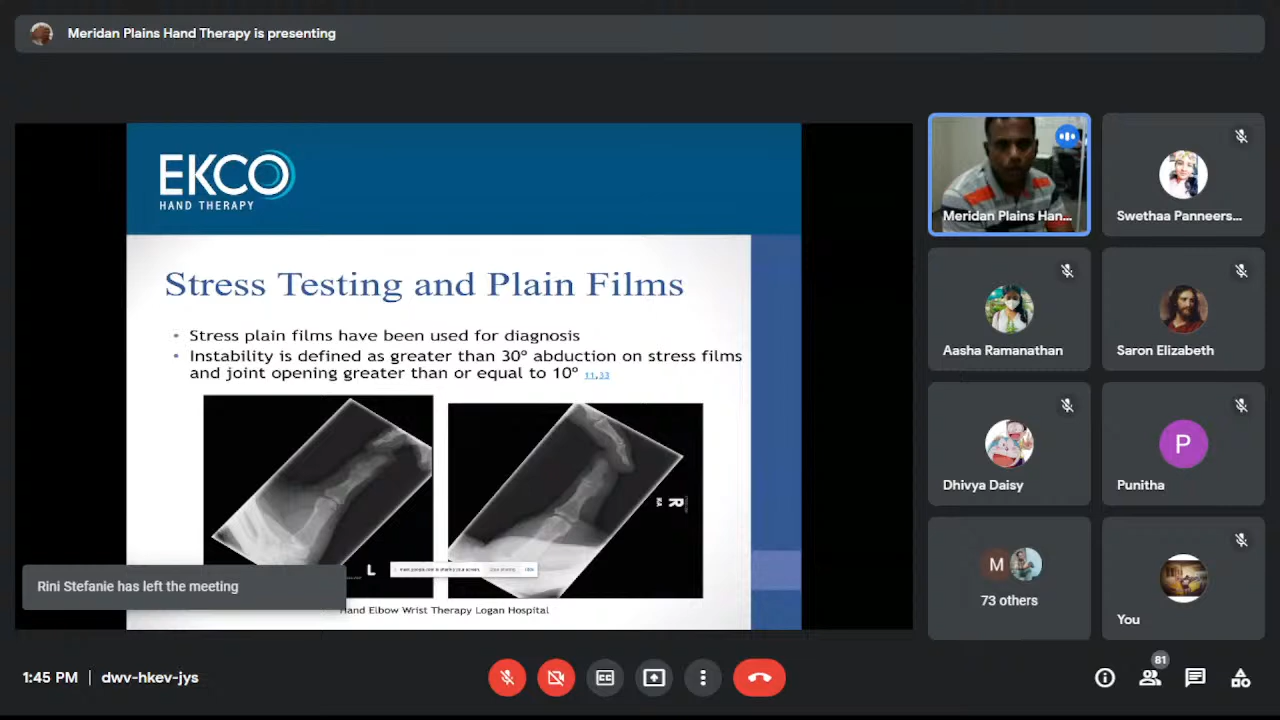 Meridan Plains Hand Therapy is presenting
EKCO
HAND THERAPY
Stress Testing and Plain Films
• Stress plain films have been used for diagnosis
• Instability is defined as greater than 30° abduction on stress films
and joint opening greater than or equal to 10° 11,33
R
L
Hand Elbow Wrist Therapy Logan Hospital
Rini Stefanie has left the meeting
Meridan Plains Han...
Swethaa Panneers...
Aasha Ramanathan
Saron Elizabeth
Dhivya Daisy
P
Punitha
M
73 others
You
1:45 PM | dwv-hkev-jys
81